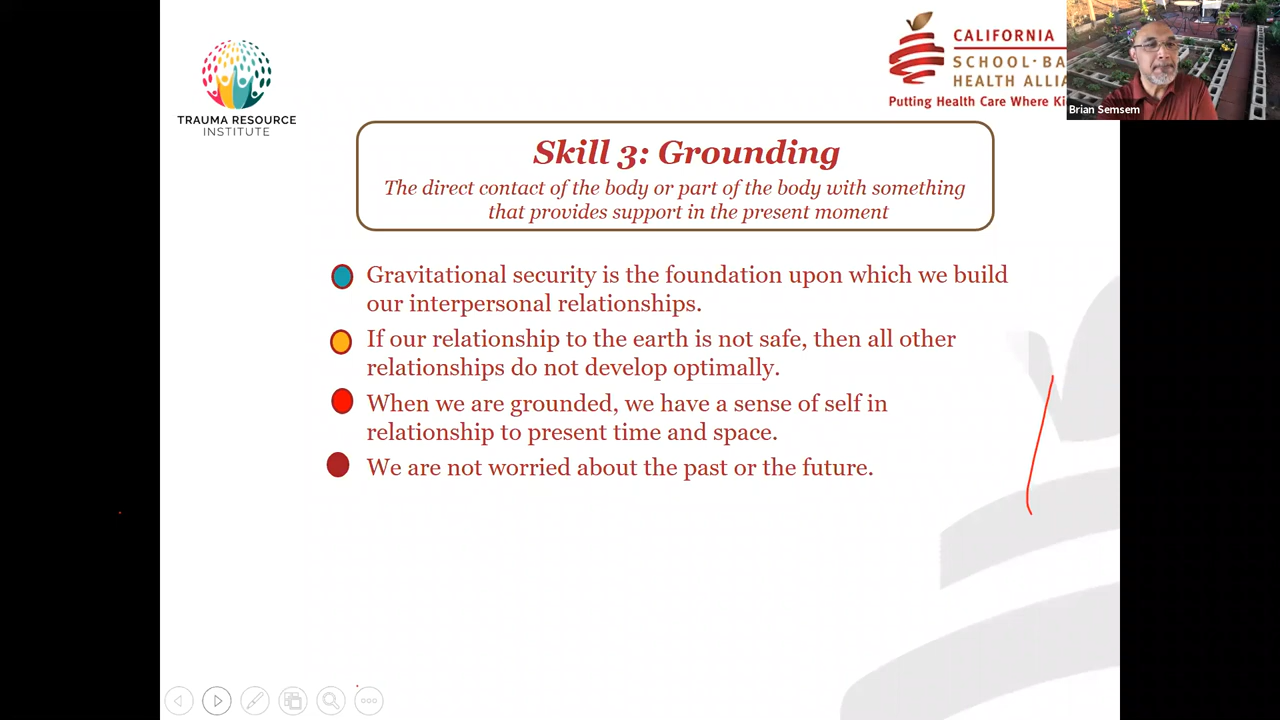 TRAUMA RESOURCE
INSTITUTE
CALIFORNIA
SCHOOL·BA
HEALTH ALLIA
Putting Health Care Where Ki
Brian Semsem
Skill 3: Grounding
The direct contact of the body or part of the body with something
that provides support in the present moment
Gravitational security is the foundation upon which we build
our interpersonal relationships.
If our relationship to the earth is not safe, then all other
relationships do not develop optimally.
When we are grounded, we have a sense of self in
relationship to present time and space.
We are not worried about the past or the future.